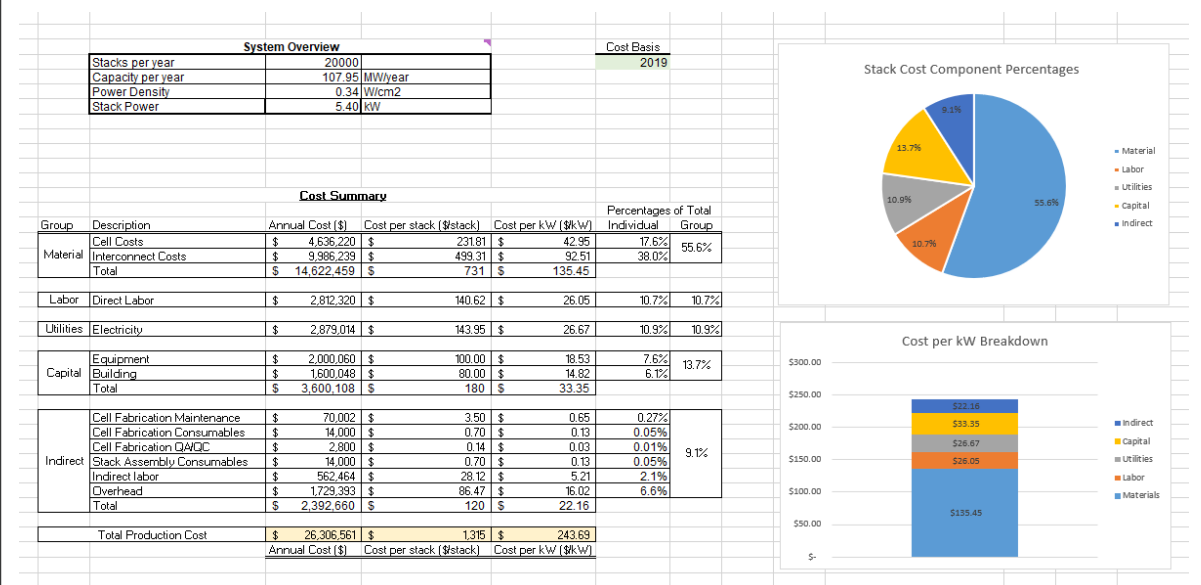 System Overview
Stacks per year 20000
Capacity per year 107.95 MW/year
Power Density 0.34 W/cm2
Stack Power 5.40 kW
Cost Basis
2019
Cost Summary
Percentages of Total
Group Description Annual Cost ($) Cost per stack ($/stack) Cost per kW ($/kW) Individual Group
Material
Cell Costs $ 4,636,220 $ 231.81 $ 42.95 17.6% 55.6%
Interconnect Costs $ 9,986,239 $ 499.31 $ 92.51 38.0%
Total $ 14,622,459 $ 731 $ 135.45
Labor Direct Labor $ 2,812,320 $ 140.62 $ 26.05 10.7% 10.7%
Utilities Electricity $ 2,879,014 $ 143.95 $ 26.67 10.9% 10.9%
Capital
Equipment $ 2,000,060 $ 100.00 $ 18.53 7.6% 13.7%
Building $ 1,600,048 $ 80.00 $ 14.82 6.1%
Total $ 3,600,108 $ 180 $ 33.35
Indirect
Cell Fabrication Maintenance $ 70,002 $ 3.50 $ 0.65 0.27% 9.1%
Cell Fabrication Consumables $ 14,000 $ 0.70 $ 0.13 0.05%
Cell Fabrication QA/QC $ 2,800 $ 0.14 $ 0.03 0.01%
Stack Assembly Consumables $ 14,000 $ 0.70 $ 0.13 0.05%
Indirect labor $ 562,464 $ 28.12 $ 5.21 2.1%
Overhead $ 1,729,393 $ 86.47 $ 16.02 6.6%
Total $ 2,392,660 $ 120 $ 22.16
Total Production Cost $ 26,306,561 $ 1,315 $ 243.69
Annual Cost ($) Cost per stack ($/stack) Cost per kW ($/kW)
Stack Cost Component Percentages
9.1%
13.7%
10.9%
10.7%
55.6%
Material
Labor
Utilities
Capital
Indirect
Cost per kW Breakdown
$300.00
$250.00
$200.00
$150.00
$100.00
$50.00
$-
$22.16
$33.35
$26.67
$26.05
$135.45
Indirect
Capital
Utilities
Labor
Materials